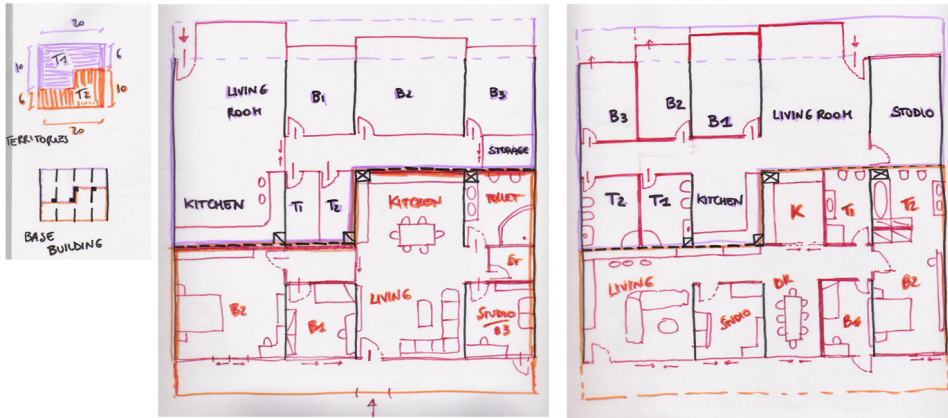 20
T1
6
10
T2
10
6
20
TERRITORIES
BASE
BUILDING
LIVING
ROOM
B1
B2
B3
STORAGE
KITCHEN
T1
T2
KITCHEN
TOILET
Er
B2
B1
LIVING
STUDIO
B3
B3
B2
B1
LIVING ROOM
STUDIO
T2
T1
KITCHEN
K
T1
T2
LIVING
STUDIO
DR
B1
B2